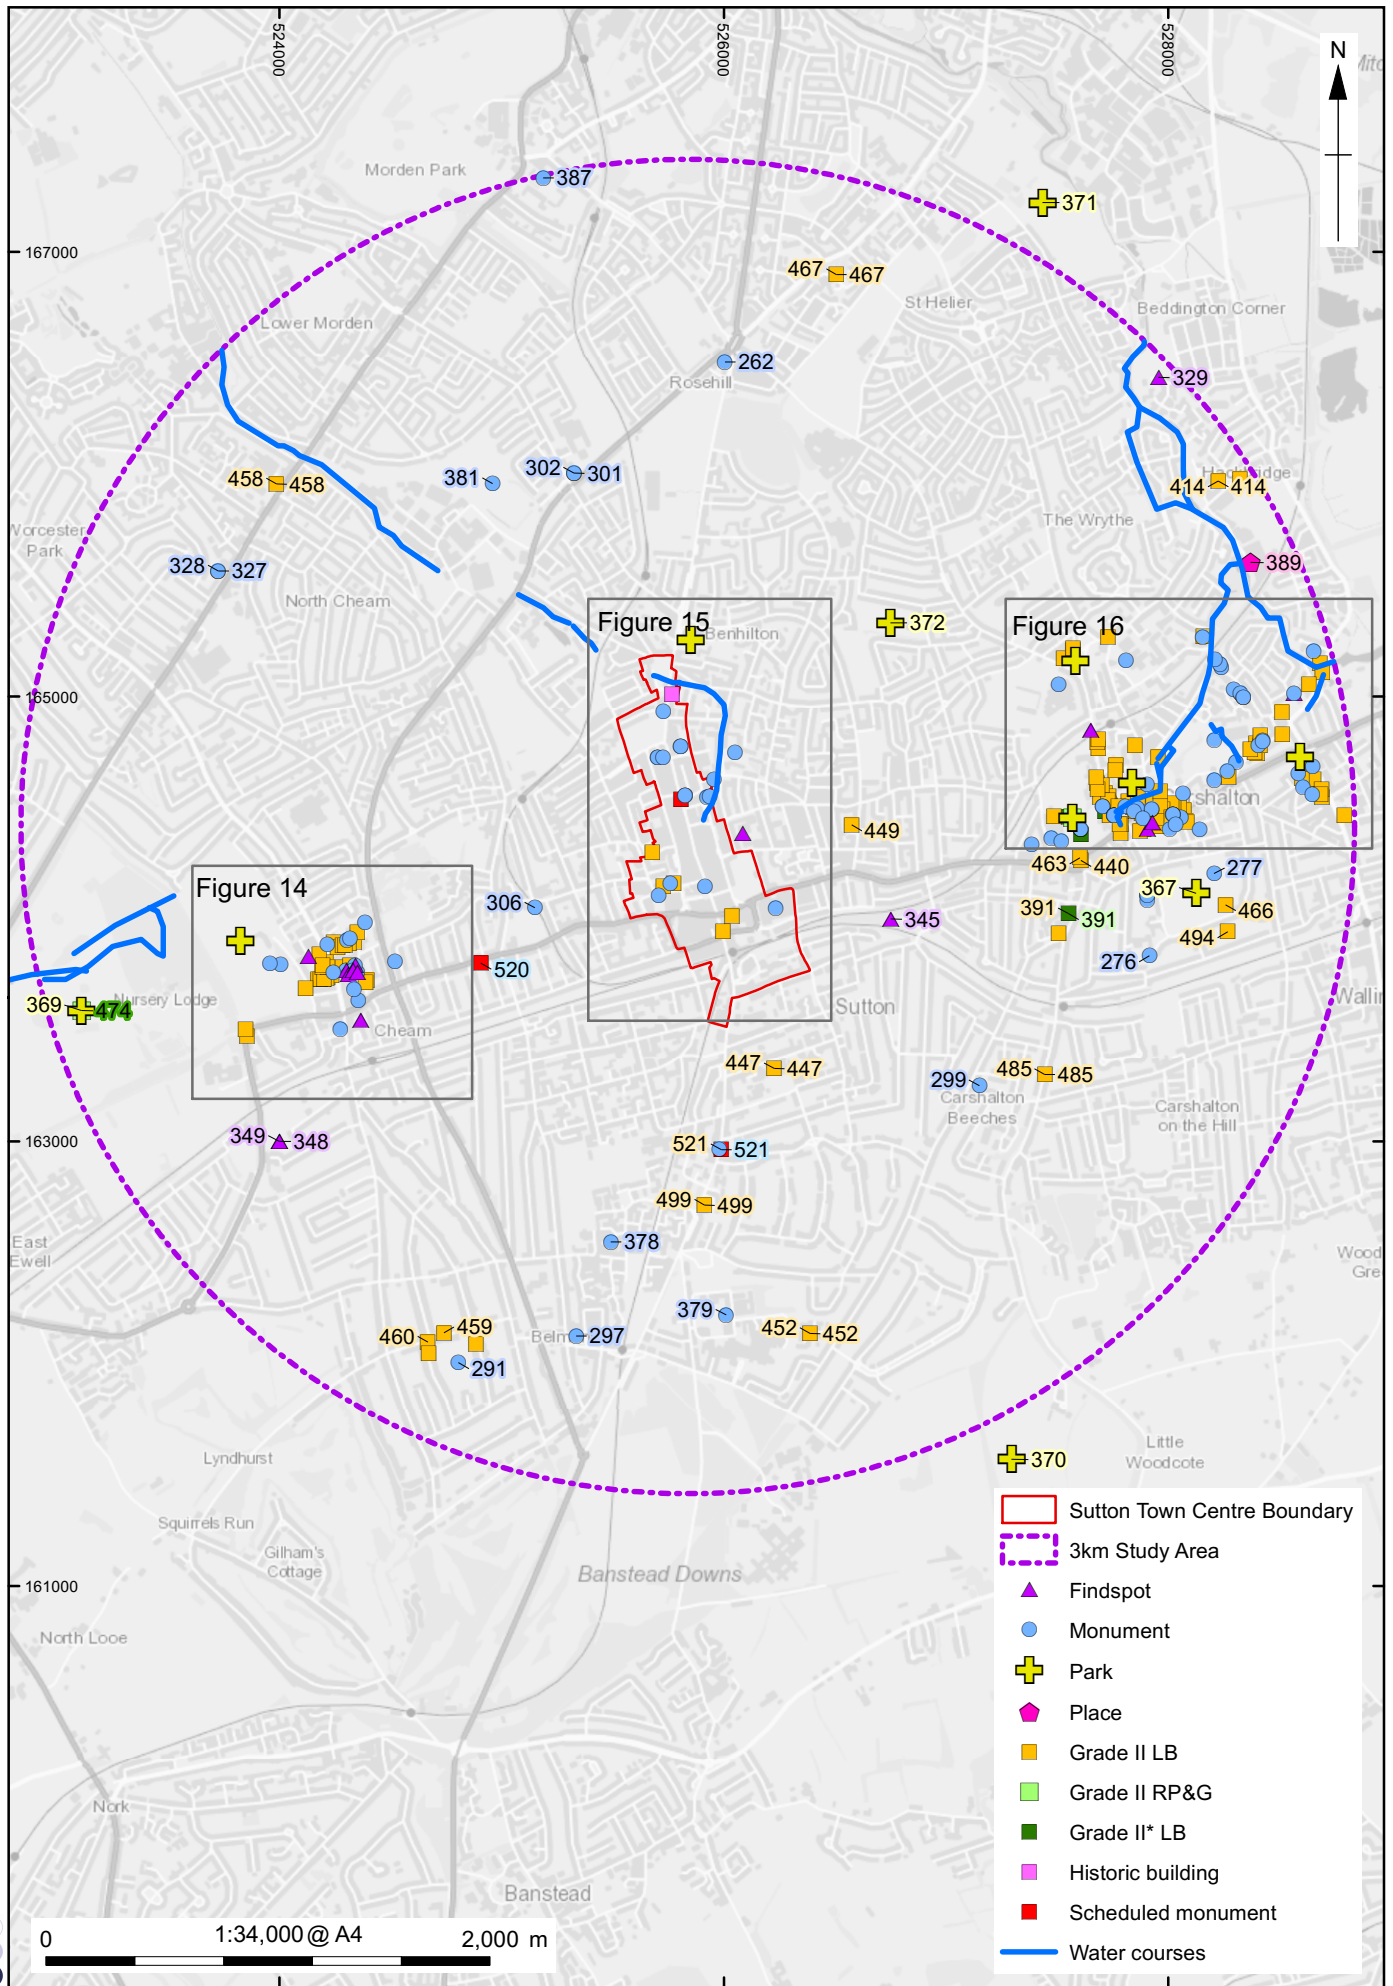 524000
526000
528000
N
Morden Park
387
371
167000
467
467
St Helier
Beddington Corner
Lower Morden
262
Rosehill
329
302
301
381
458
458
Hackbridge
414
414
Worcester
Park
The Wrythe
328
327
389
North Cheam
Figure 15
Benhilton
372
Figure 16
165000
Carshalton
449
463
440
277
Figure 14
367
306
391
391
466
345
494
276
520
369
474
Nursery Lodge
Cheam
Sutton
447
447
299
485
485
Carshalton
Beeches
Carshalton
on the Hill
349
348
163000
521
521
499
499
East
Ewell
378
379
460
459
452
452
297
291
Lyndhurst
370
Little
Woodcote
Squirrels Run
Gilham's
Cottage
Banstead Downs
161000
North Looe
Nork
Banstead
Sutton Town Centre Boundary
3km Study Area
Findspot
Monument
Park
Place
Grade II LB
Grade II RP&G
Grade II* LB
Historic building
Scheduled monument
Water courses
0
1:34,000 @ A4
2,000 m